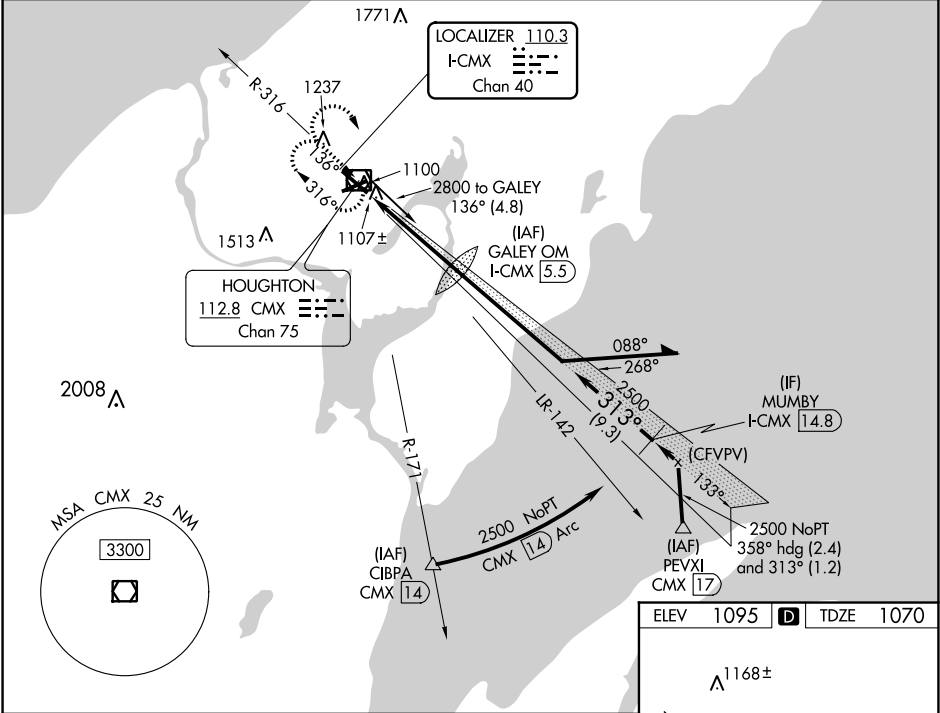 1771
LOCALIZER 110.3
I-CMX
Chan 40
R-316
1237
136°
316°
1100
2800 to GALEY
136° (4.8)
1107±
(IAF)
GALEY OM
I-CMX 5.5
1513
HOUGHTON
112.8 CMX
Chan 75
088°
268°
2500
313°
(9.3)
(IF)
MUMBY
I-CMX 14.8
2008
LR-142
(CFVPV)
133°
R-171
MSA CMX 25 NM
3300
2500 NoPT
CMX 14 Arc
(IAF)
CIBPA
CMX 14
(IAF)
PEVXI
CMX 17
2500 NoPT
358° hdg (2.4)
and 313° (1.2)
ELEV 1095 D TDZE 1070
1168±